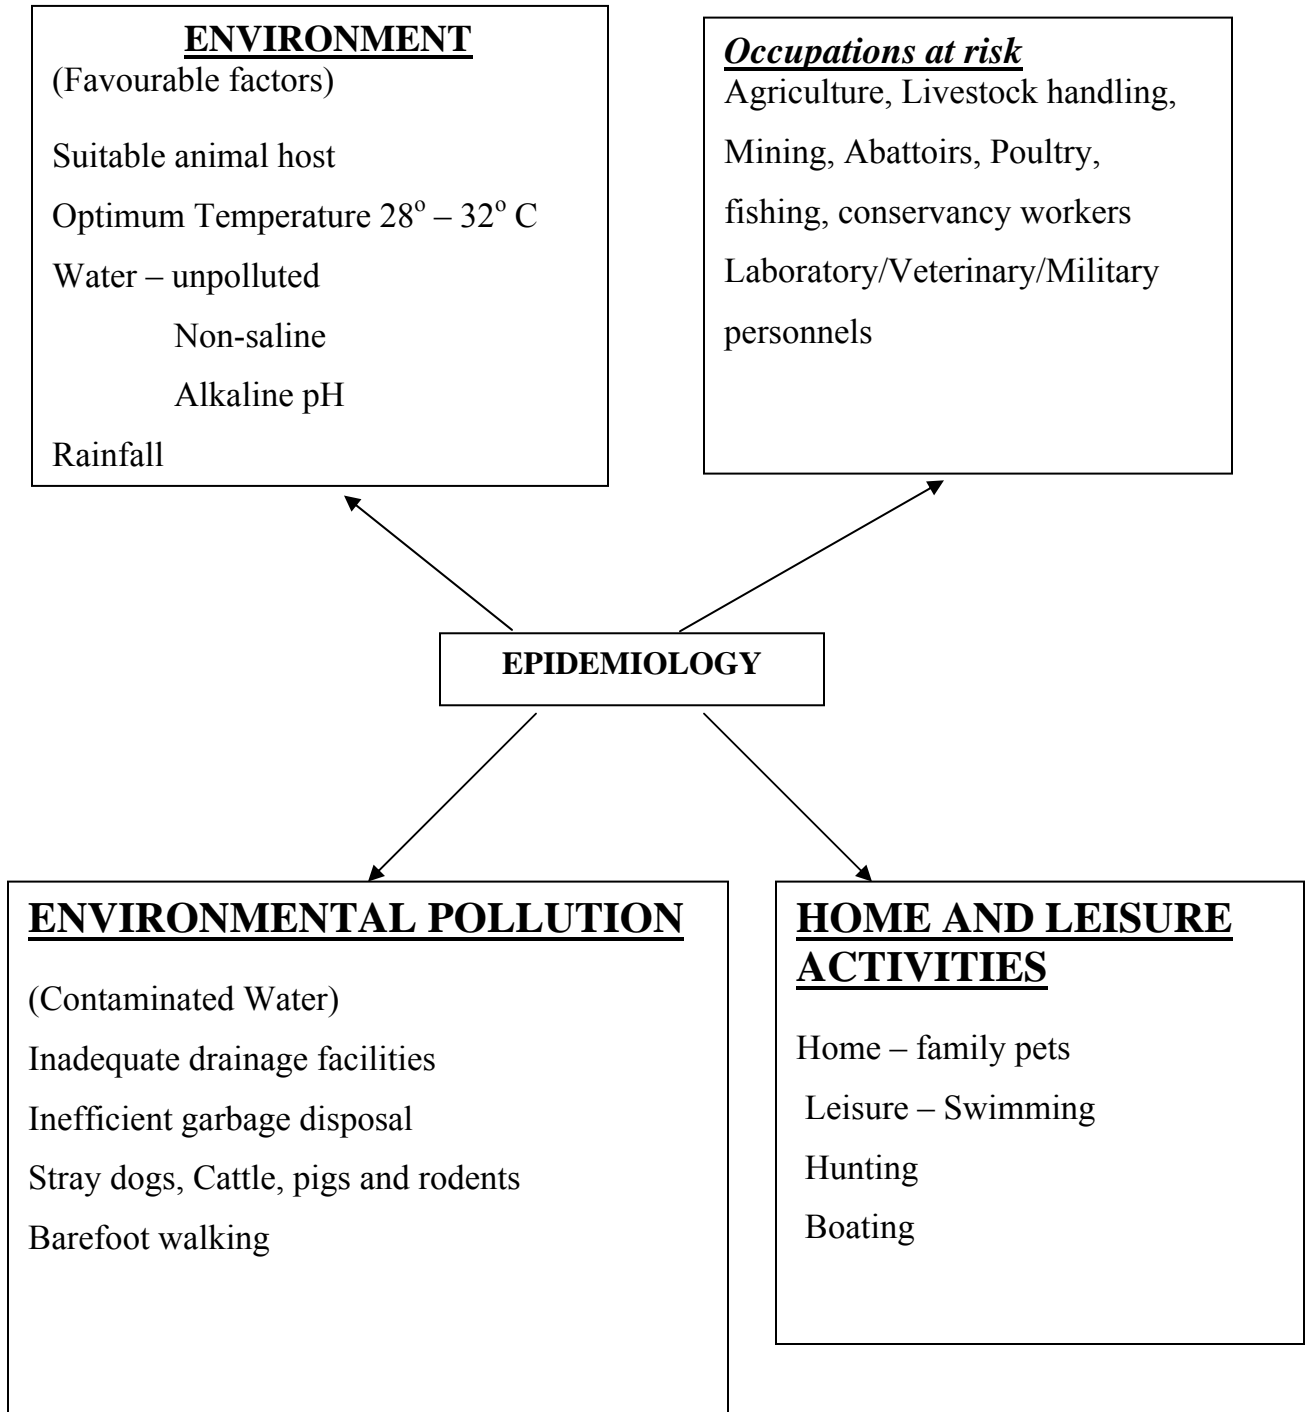 ENVIRONMENT
(Favourable factors)
Suitable animal host
Optimum Temperature 28° – 32° C
Water – unpolluted
Non-saline
Alkaline pH
Rainfall
Occupations at risk
Agriculture, Livestock handling,
Mining, Abattoirs, Poultry,
fishing, conservancy workers
Laboratory/Veterinary/Military
personnels
EPIDEMIOLOGY
ENVIRONMENTAL POLLUTION
(Contaminated Water)
Inadequate drainage facilities
Inefficient garbage disposal
Stray dogs, Cattle, pigs and rodents
Barefoot walking
HOME AND LEISURE
ACTIVITIES
Home – family pets
Leisure – Swimming
Hunting
Boating